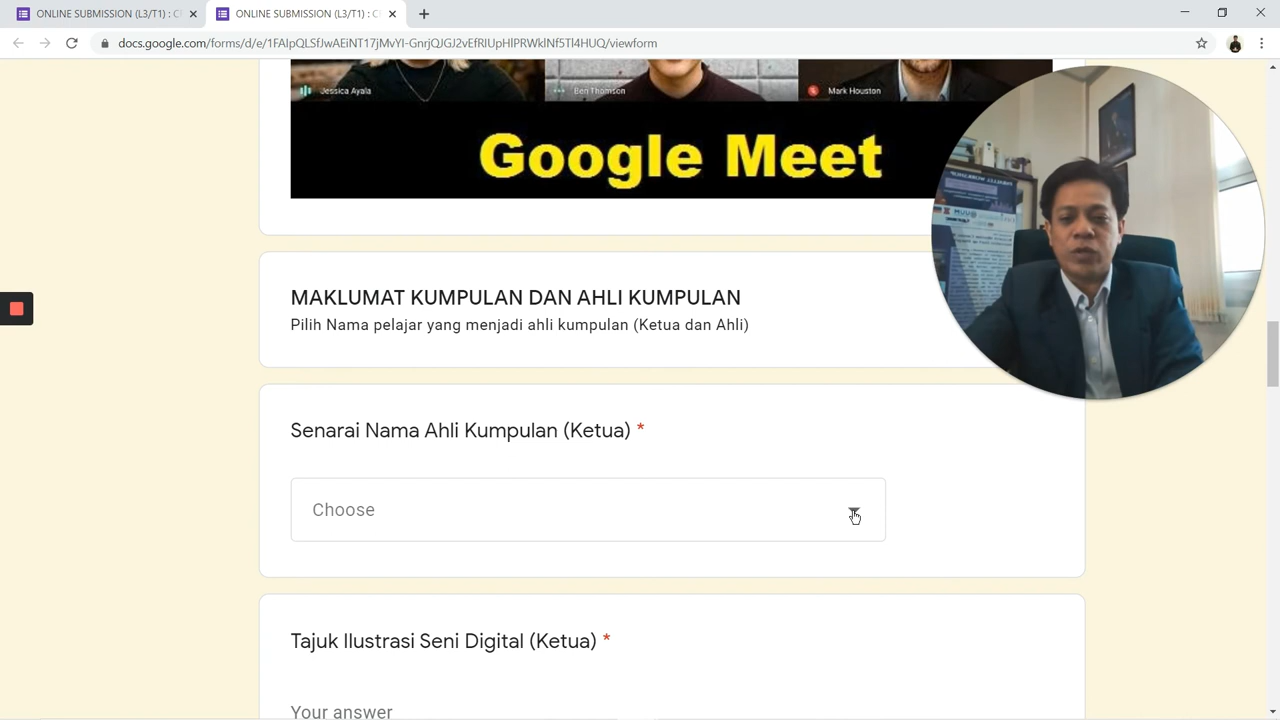 ONLINE SUBMISSION (L3/T1) : C
ONLINE SUBMISSION (L3/T1) : C
docs.google.com/forms/d/e/1FAIpQLSfJwAEiNT17jMvYI-GnrjQJGJ2vEfRIUpHlPRWklNf5Tl4HUQ/viewform
Jessica Ayala
Ben Thomson
Mark Houston
Google Meet
MAKLUMAT KUMPULAN DAN AHLI KUMPULAN
Pilih Nama pelajar yang menjadi ahli kumpulan (Ketua dan Ahli)
Senarai Nama Ahli Kumpulan (Ketua) *
Choose
Tajuk Ilustrasi Seni Digital (Ketua) *
Your answer